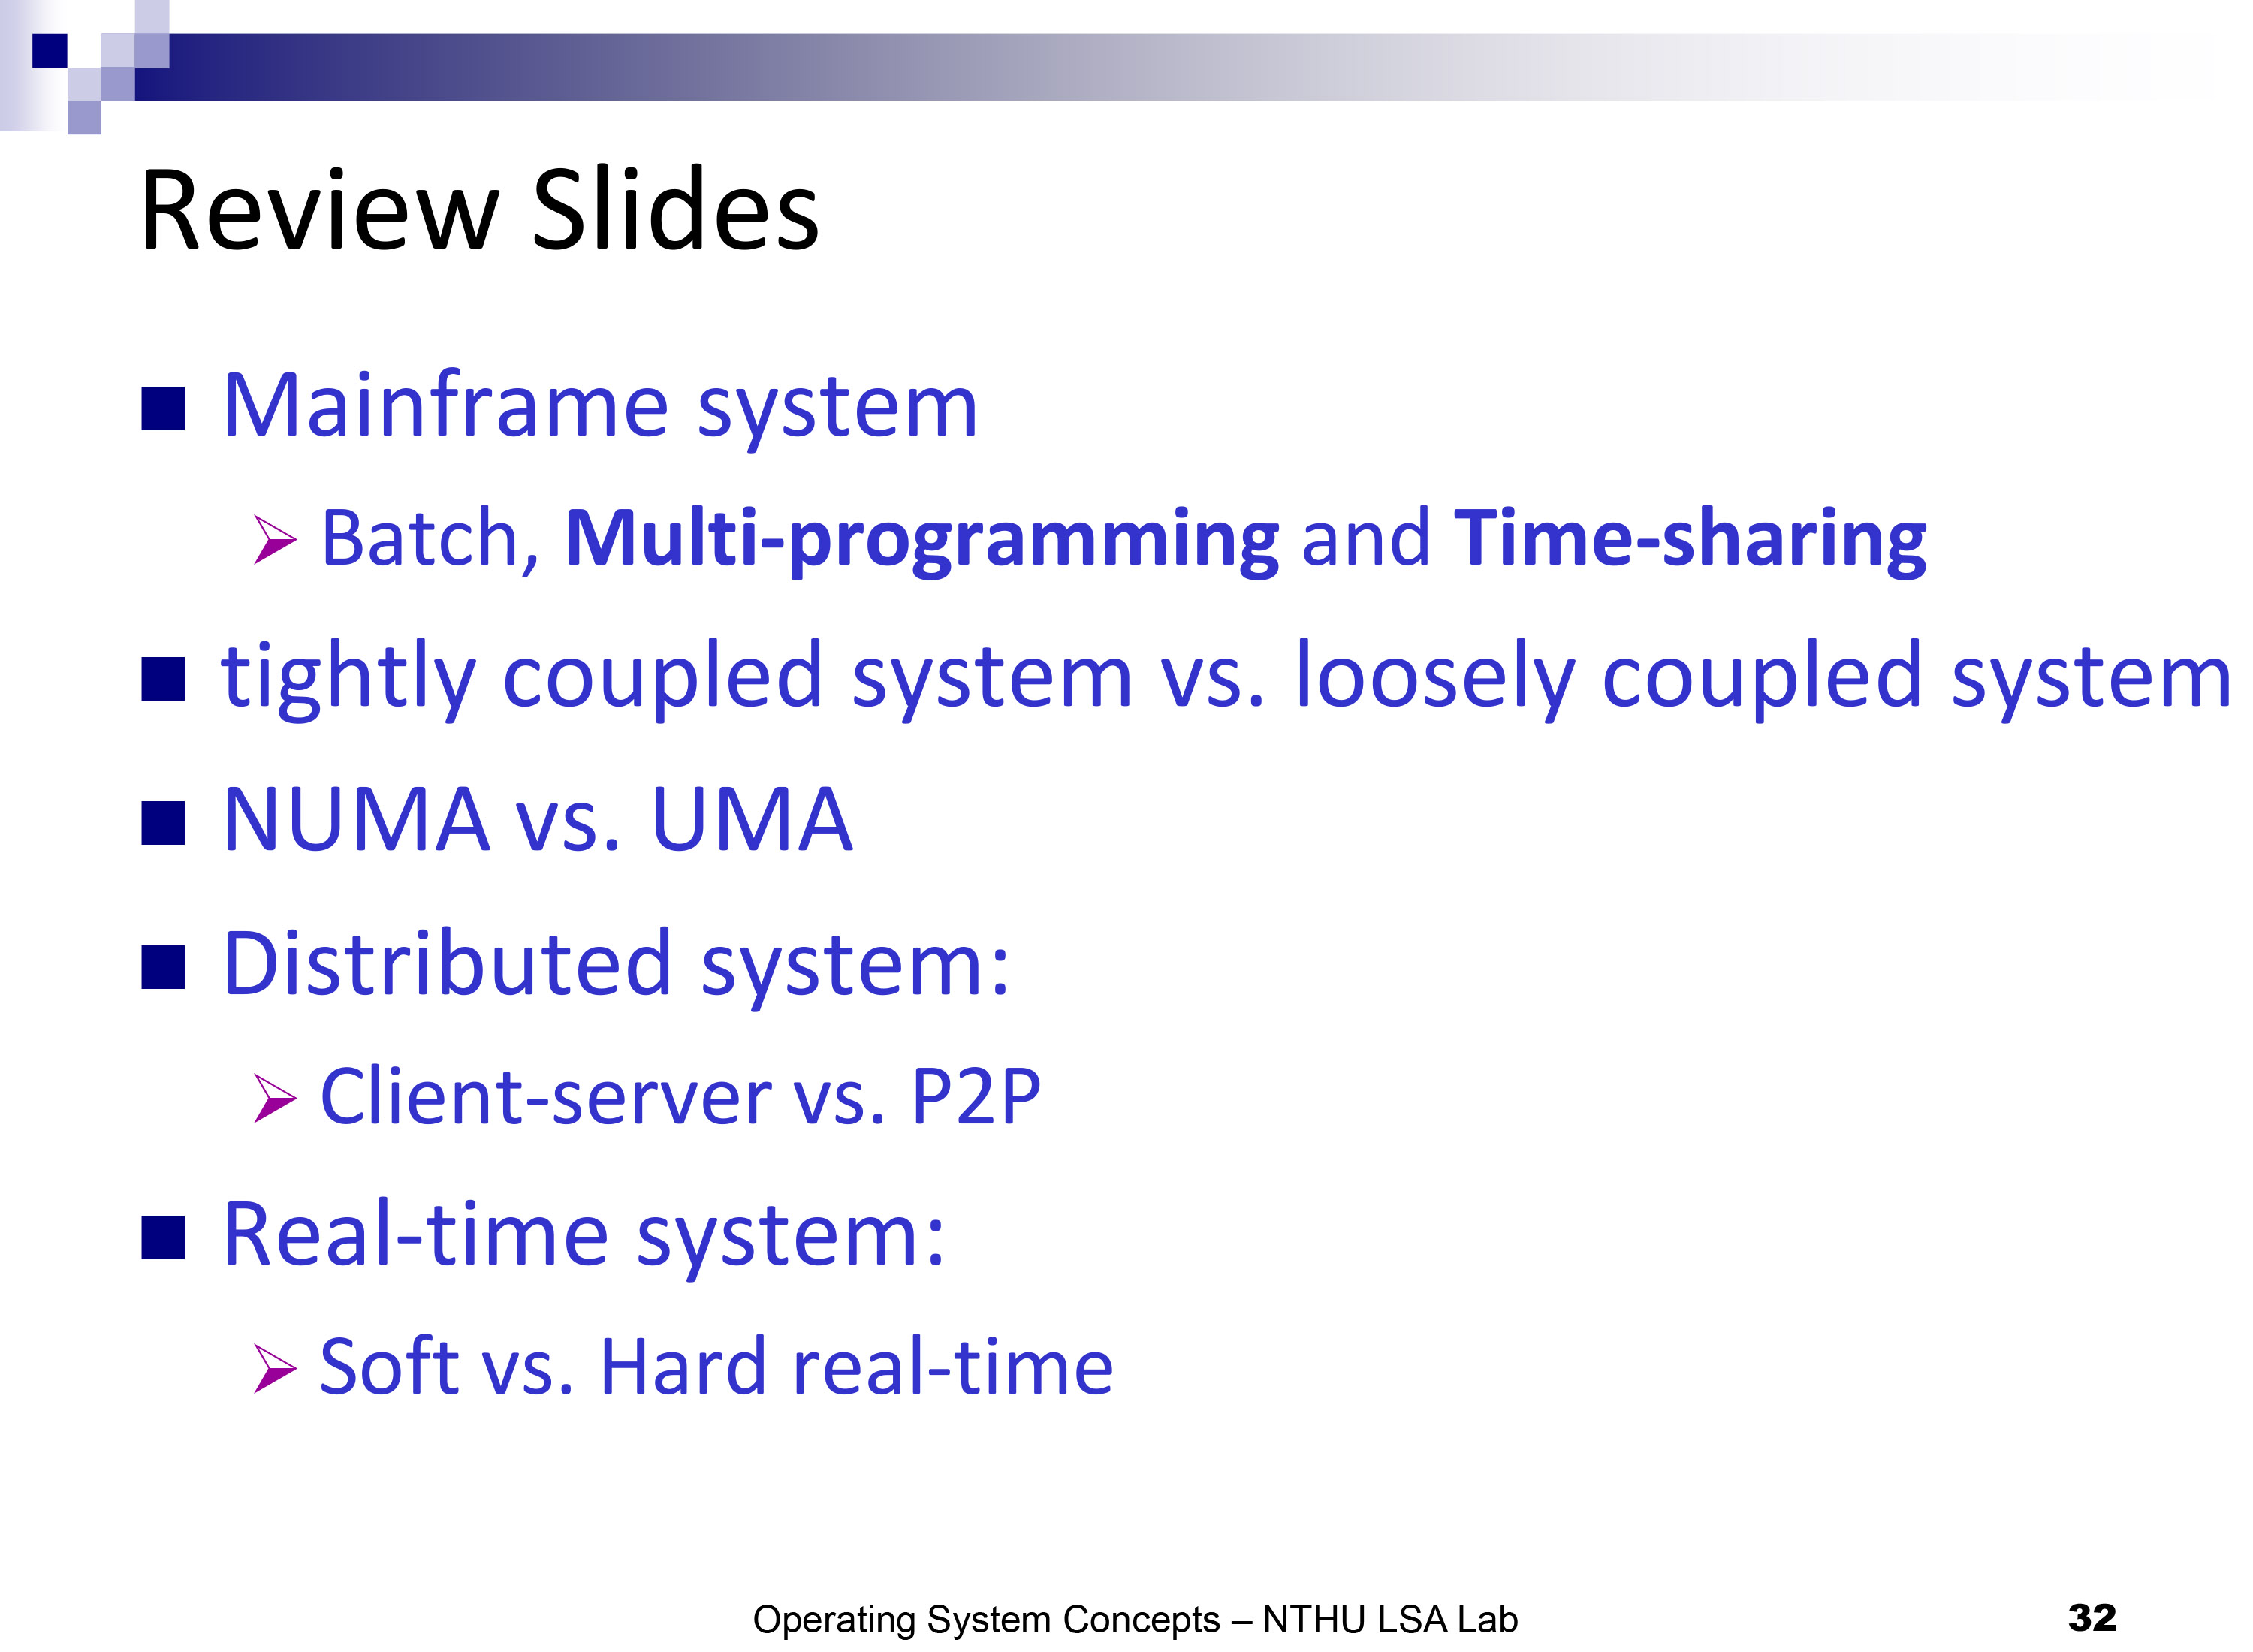 Review Slides
Mainframe system
Batch, Multi-programming and Time-sharing
tightly coupled system vs. loosely coupled system
NUMA vs. UMA
Distributed system:
Client-server vs. P2P
Real-time system:
Soft vs. Hard real-time
Operating System Concepts – NTHU LSA Lab
32